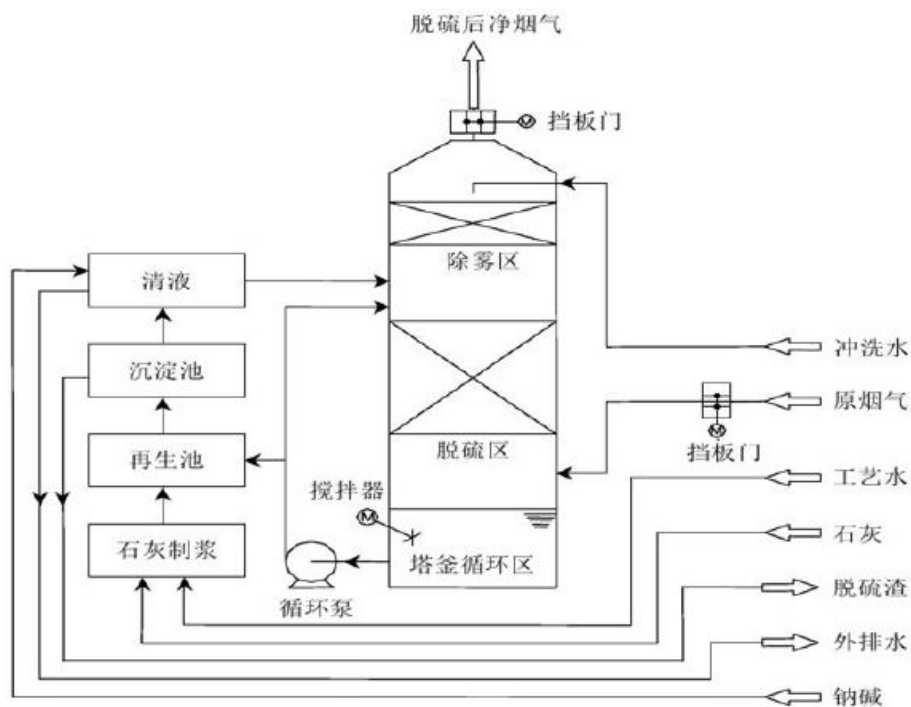 脱硫后净烟气
M
挡板门
除雾区
清液
沉淀池
冲洗水
原烟气
M
挡板门
脱硫区
再生池
搅拌器
M
工艺水
石灰
石灰制浆
塔釜循环区
循环泵
脱硫渣
外排水
钠碱